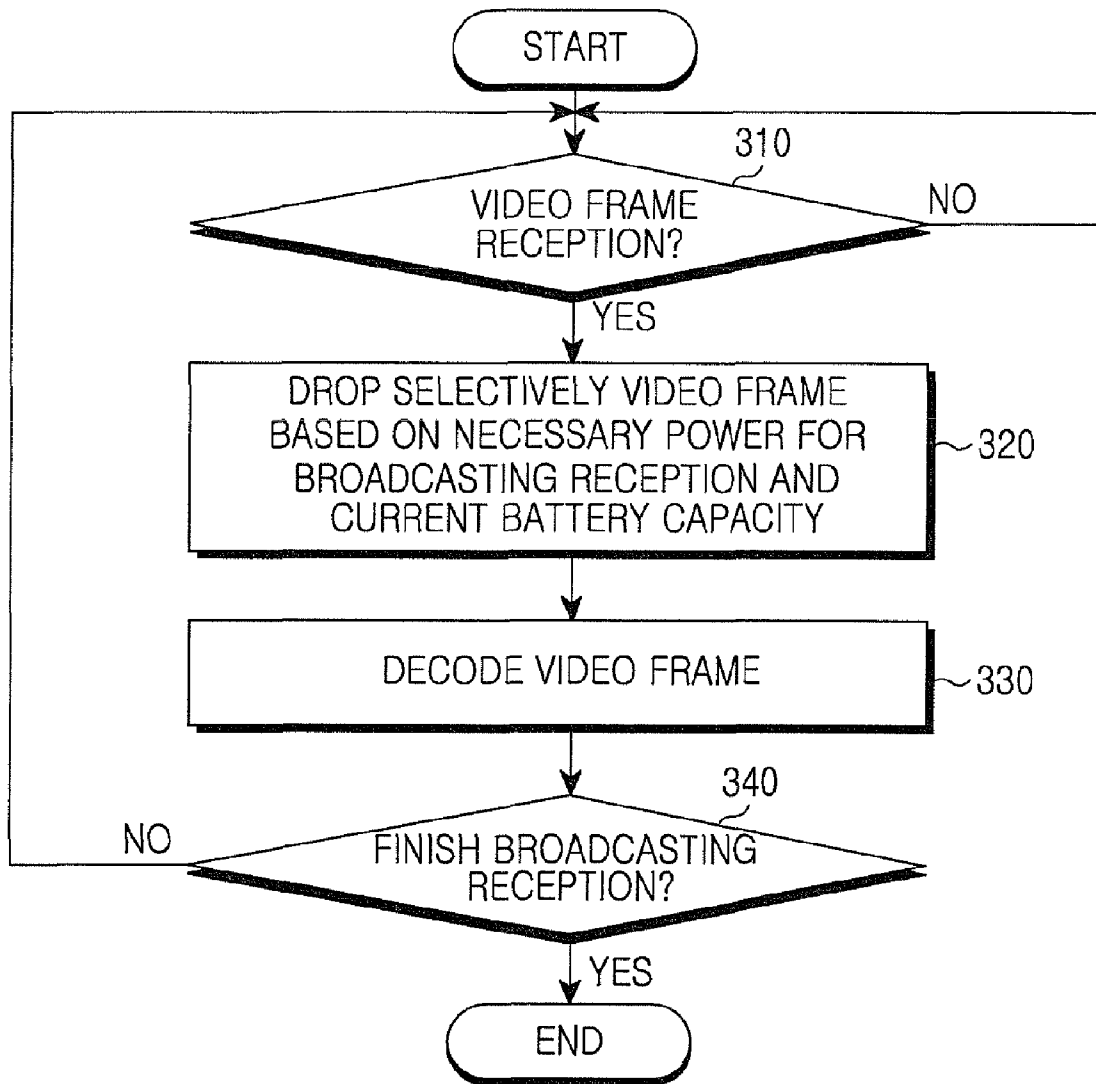 START
310
VIDEO FRAME
RECEPTION?
NO
YES
DROP SELECTIVELY VIDEO FRAME
BASED ON NECESSARY POWER FOR
BROADCASTING RECEPTION AND
CURRENT BATTERY CAPACITY
320
DECODE VIDEO FRAME
330
340
NO
FINISH BROADCASTING
RECEPTION?
YES
END